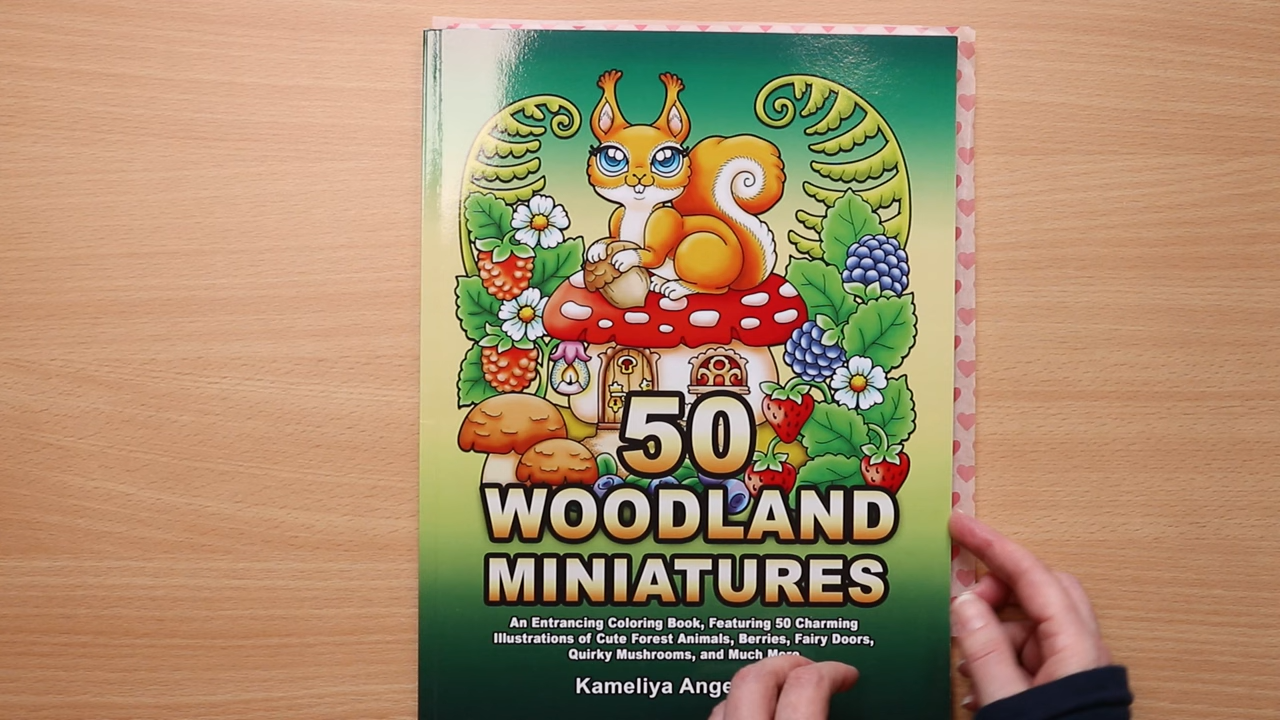 50
WOODLAND
MINIATURES
An Entrancing Coloring Book, Featuring 50 Charming
Illustrations of Cute Forest Animals, Berries, Fairy Doors,
Quirky Mushrooms, and Much More
Kameliya